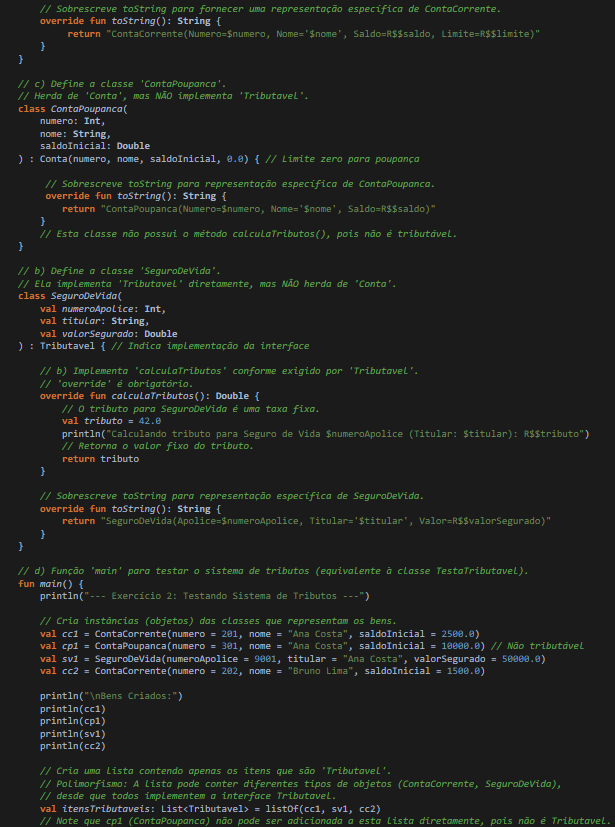 // Sobrescreve toString para fornecer uma representação específica de ContaCorrente.
override fun toString(): String {
return "ContaCorrente(Numero=$numero, Nome='$nome', Saldo=R$$saldo, Limite=R$$limite)"
}
}
// c) Define a classe 'ContaPoupanca'.
// Herda de 'Conta', mas NÃO implementa 'Tributavel'.
class ContaPoupanca(
numero: Int,
nome: String,
saldoInicial: Double
) : Conta(numero, nome, saldoInicial, 0.0) { // Limite zero para poupança
// Sobrescreve toString para representação específica de ContaPoupanca.
override fun toString(): String {
return "ContaPoupanca(Numero=$numero, Nome='$nome', Saldo=R$$saldo)"
}
// Esta classe não possui o método calculaTributos(), pois não é tributável.
}
// b) Define a classe 'SeguroDeVida'.
// Ela implementa 'Tributavel' diretamente, mas NÃO herda de 'Conta'.
class SeguroDeVida(
val numeroApolice: Int,
val titular: String,
val valorSegurado: Double
) : Tributavel { // Indica implementação da interface
// b) Implementa 'calculaTributos' conforme exigido por 'Tributavel'.
// 'override' é obrigatório.
override fun calculaTributos(): Double {
// O tributo para SeguroDeVida é uma taxa fixa.
val tributo = 42.0
println("Calculando tributo para Seguro de Vida $numeroApolice (Titular: $titular): R$$tributo")
// Retorna o valor fixo do tributo.
return tributo
}
// Sobrescreve toString para representação específica de SeguroDeVida.
override fun toString(): String {
return "SeguroDeVida(Apolice=$numeroApolice, Titular='$titular', Valor=R$$valorSegurado)"
}
}
// d) Função 'main' para testar o sistema de tributos (equivalente à classe TestaTributavel).
fun main() {
println("--- Exercício 2: Testando Sistema de Tributos ---")
// Cria instâncias (objetos) das classes que representam os bens.
val cc1 = ContaCorrente(numero = 201, nome = "Ana Costa", saldoInicial = 2500.0)
val cp1 = ContaPoupanca(numero = 301, nome = "Ana Costa", saldoInicial = 10000.0) // Não tributável
val sv1 = SeguroDeVida(numeroApolice = 9001, titular = "Ana Costa", valorSegurado = 50000.0)
val cc2 = ContaCorrente(numero = 202, nome = "Bruno Lima", saldoInicial = 1500.0)
println("\nBens Criados:")
println(cc1)
println(cp1)
println(sv1)
println(cc2)
// Cria uma lista contendo apenas os itens que são 'Tributavel'.
// Polimorfismo: A lista pode conter diferentes tipos de objetos (ContaCorrente, SeguroDeVida),
// desde que todos implementem a interface Tributavel.
val itensTributaveis: List<Tributavel> = listOf(cc1, sv1, cc2)
// Note que cp1 (ContaPoupanca) não pode ser adicionada a esta lista diretamente, pois não é Tributavel.